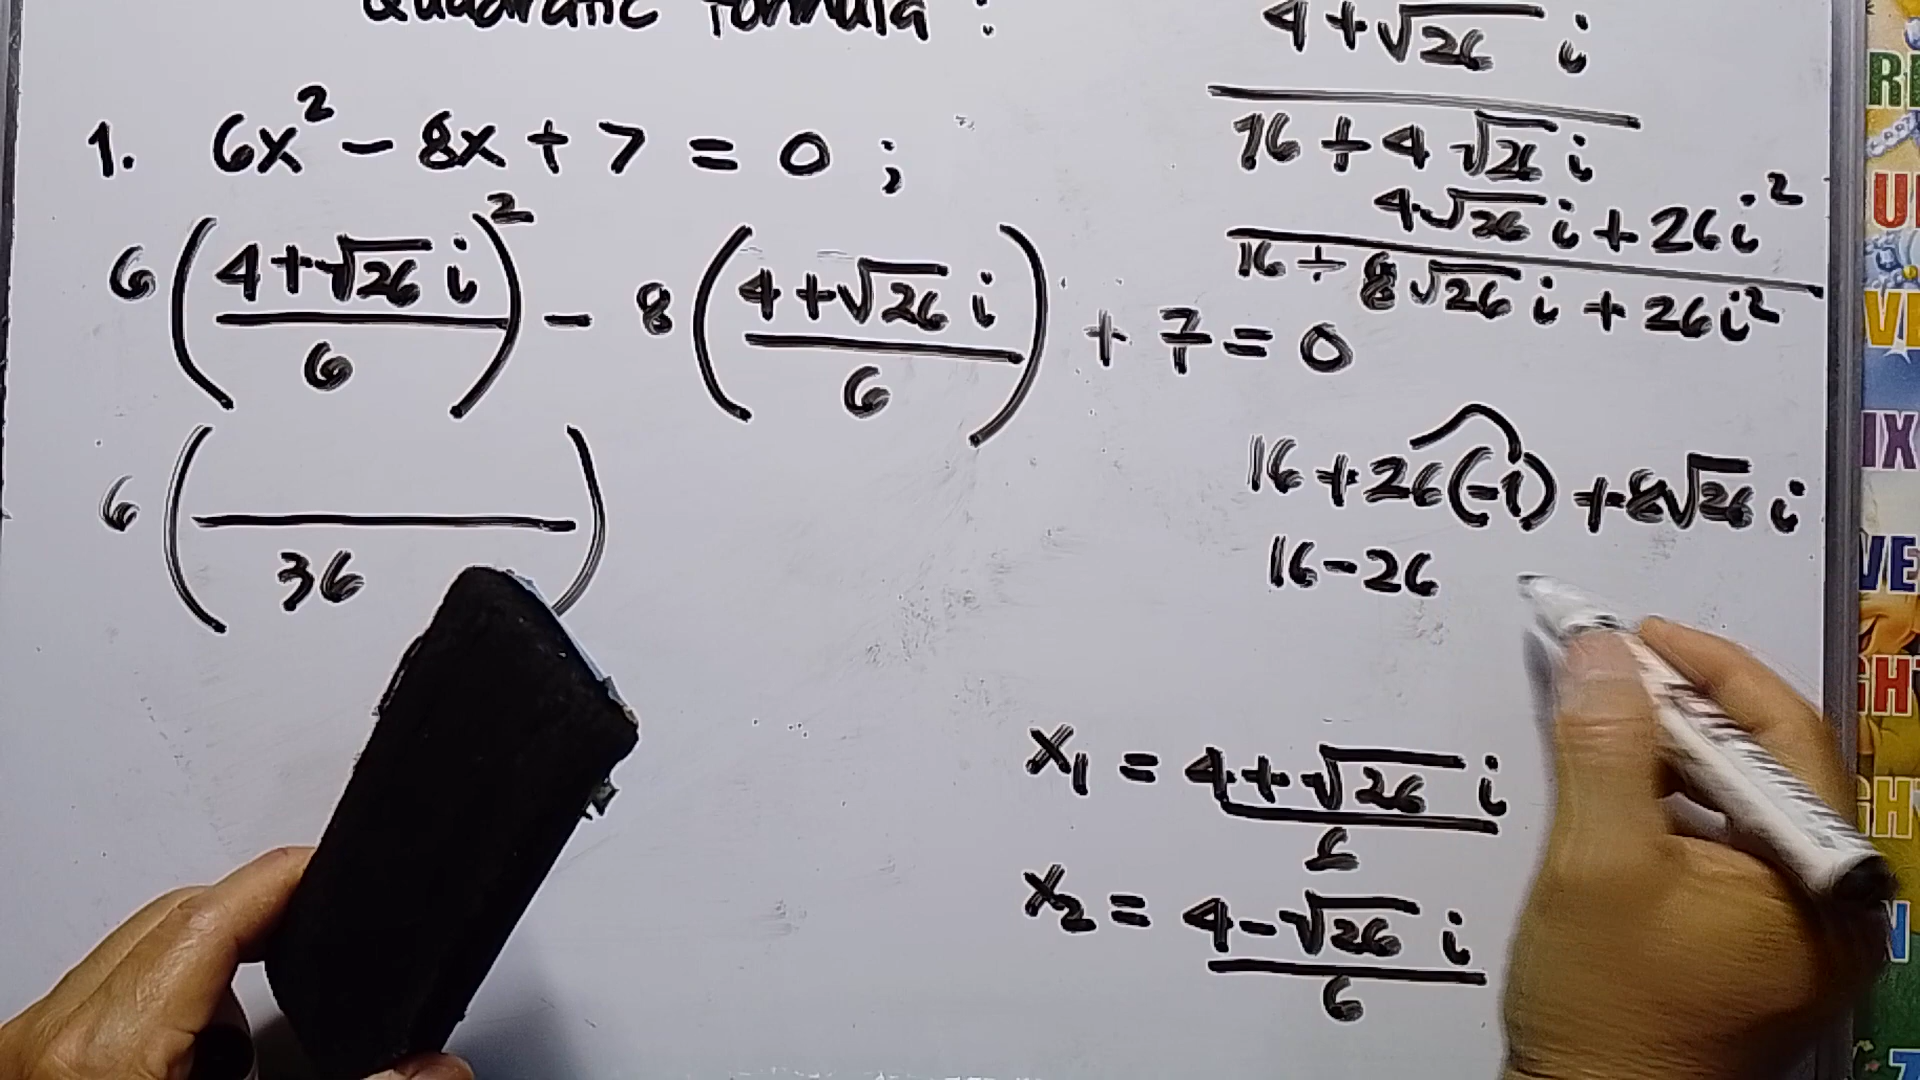 Quadratic formula :
1. 6x² - 8x + 7 = 0 ;
6 ( 4+√26 i / 6 )² - 8 ( 4+√26 i / 6 ) + 7 = 0
6 (  / 36 )
4+√26 i
16 + 4√26 i
4√26 i + 26i²
16 + 8√26 i + 26i²
16 + 26(-1) + 8√26 i
16 - 26
x₁ = 4+√26 i / 6
x₂ = 4-√26 i / 6